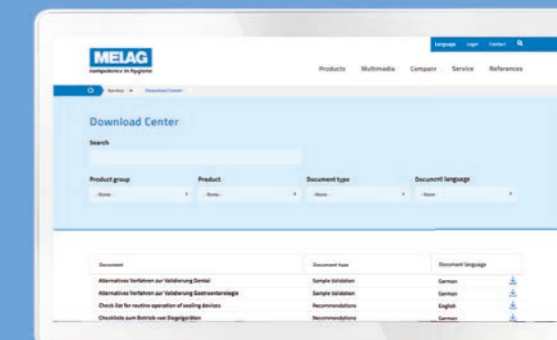 Language Login Contact
MELAG
competence in hygiene
Products Multimedia Company Service References
Service Download Center
Download Center
Search
Product group Product Document type Document language
-None- -None- -None- -None-
Document Document type Document language
Alternatives Verfahren zur Validierung Dental Sample Validation German
Alternatives Verfahren zur Validierung Gastroenterologie Sample Validation German
Check list for routine operation of sealing devices Recommendations English
Checkliste zum Betrieb von Siegelgeräten Recommendations German